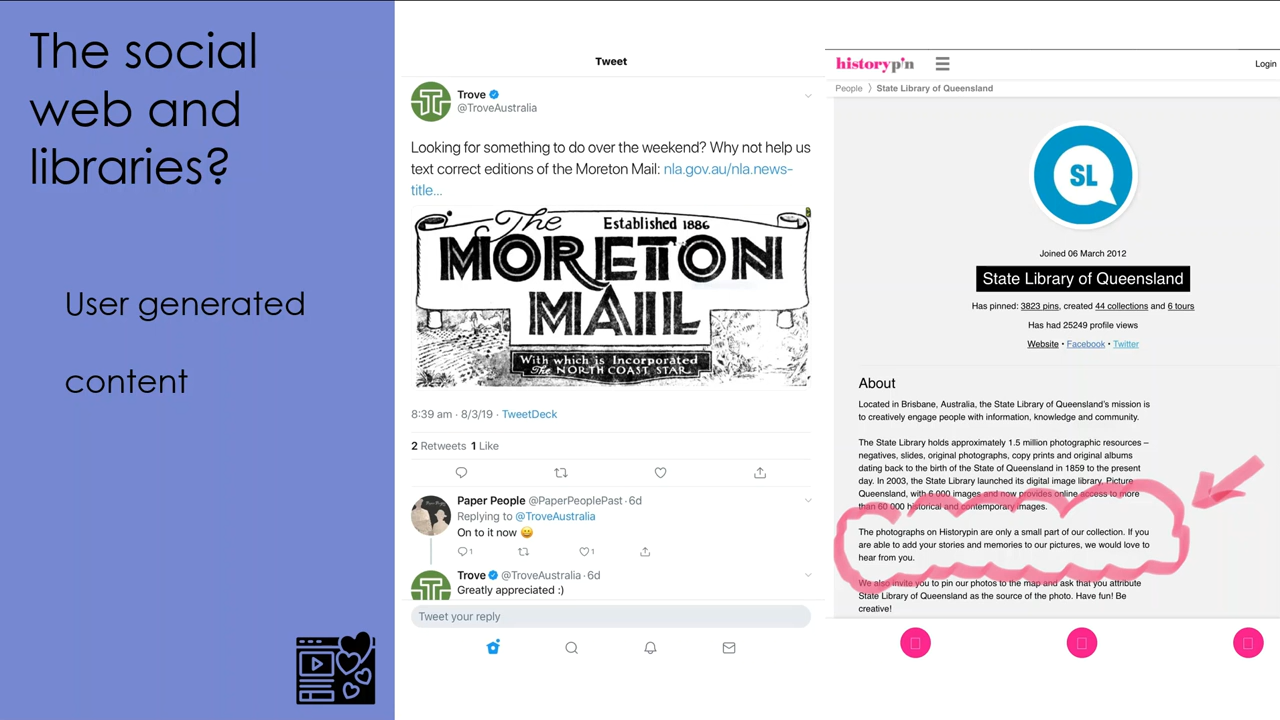 The social
web and
libraries?
User generated
content
Tweet
Trove
@TroveAustralia
Looking for something to do over the weekend? Why not help us
text correct editions of the Moreton Mail: nla.gov.au/nla.news-
title...
The
Established 1886
MORETON
MAIL
With which is Incorporated
The NORTH COAST STAR.
8:39 am · 8/3/19 · TweetDeck
2 Retweets 1 Like
Paper People @PaperPeoplePast · 6d
Replying to @TroveAustralia
On to it now 😀
1 1
Trove @TroveAustralia · 6d
Greatly appreciated :)
Tweet your reply
historypin
Login
People 〉 State Library of Queensland
SL
Joined 06 March 2012
State Library of Queensland
Has pinned: 3823 pins, created 44 collections and 6 tours
Has had 25249 profile views
Website • Facebook • Twitter
About
Located in Brisbane, Australia, the State Library of Queensland's mission is
to creatively engage people with information, knowledge and community.
The State Library holds approximately 1.5 million photographic resources –
negatives, slides, original photographs, copy prints and original albums
dating back to the birth of the State of Queensland in 1859 to the present
day. In 2003, the State Library launched its digital image library, Picture
Queensland, with 6 000 images and now provides online access to more
than 60 000 historical and contemporary images.
The photographs on Historypin are only a small part of our collection. If you
are able to add your stories and memories to our pictures, we would love to
hear from you.
We also invite you to pin our photos to the map and ask that you attribute
State Library of Queensland as the source of the photo. Have fun! Be
creative!